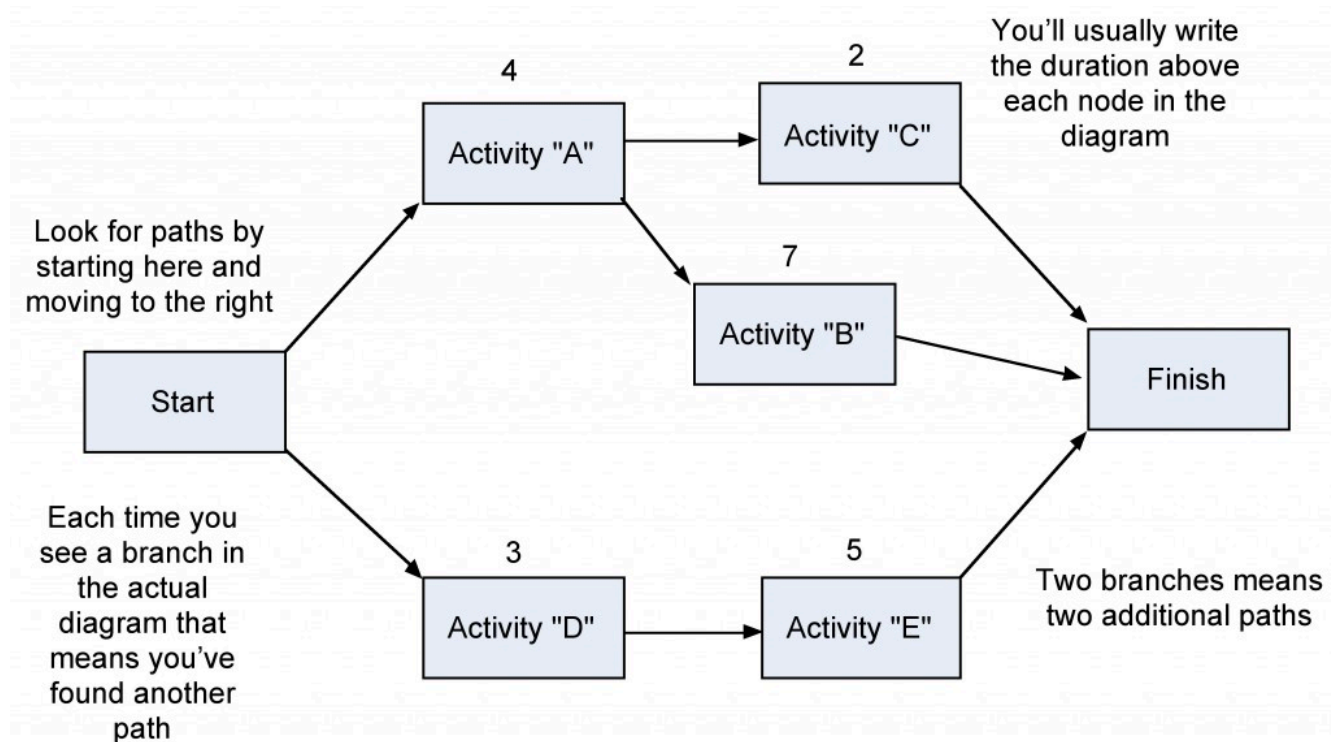 You'll usually write
the duration above
each node in the
diagram
4
2
Activity "A"
Activity "C"
Look for paths by
starting here and
moving to the right
7
Activity "B"
Start
Finish
Each time you
see a branch in
the actual
diagram that
means you've
found another
path
3
5
Activity "D"
Activity "E"
Two branches means
two additional paths